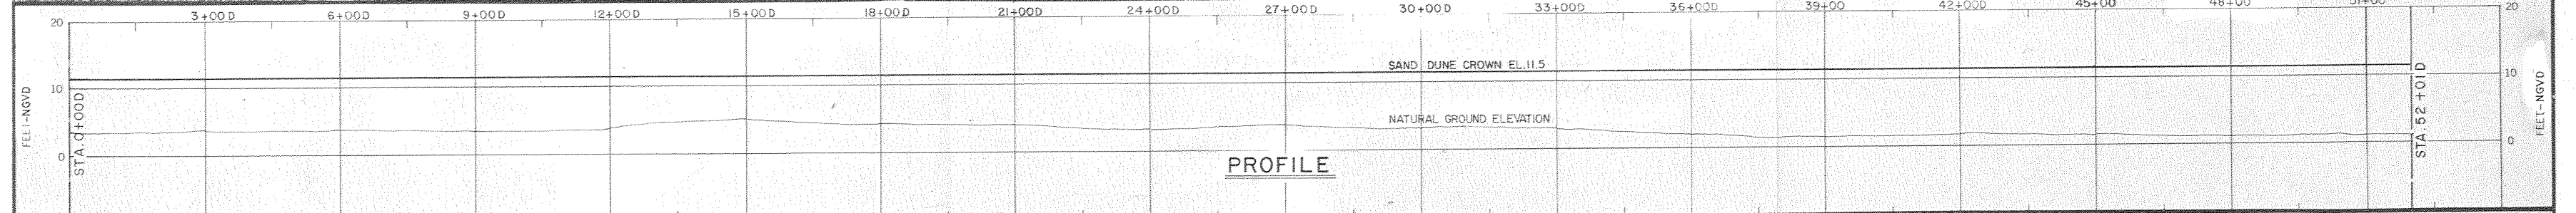 3+00D 6+00D 9+00D 12+00D 15+00D 18+00D 21+00D 24+00D 27+00D 30+00D 33+00D 36+00D 39+00 42+00D 45+00 48+00 51+00
20 20
SAND DUNE CROWN EL.11.5
10 10
FEET-NGVD
STA.0+00D
NATURAL GROUND ELEVATION
STA.52+01D
FEET-NGVD
0 0
PROFILE